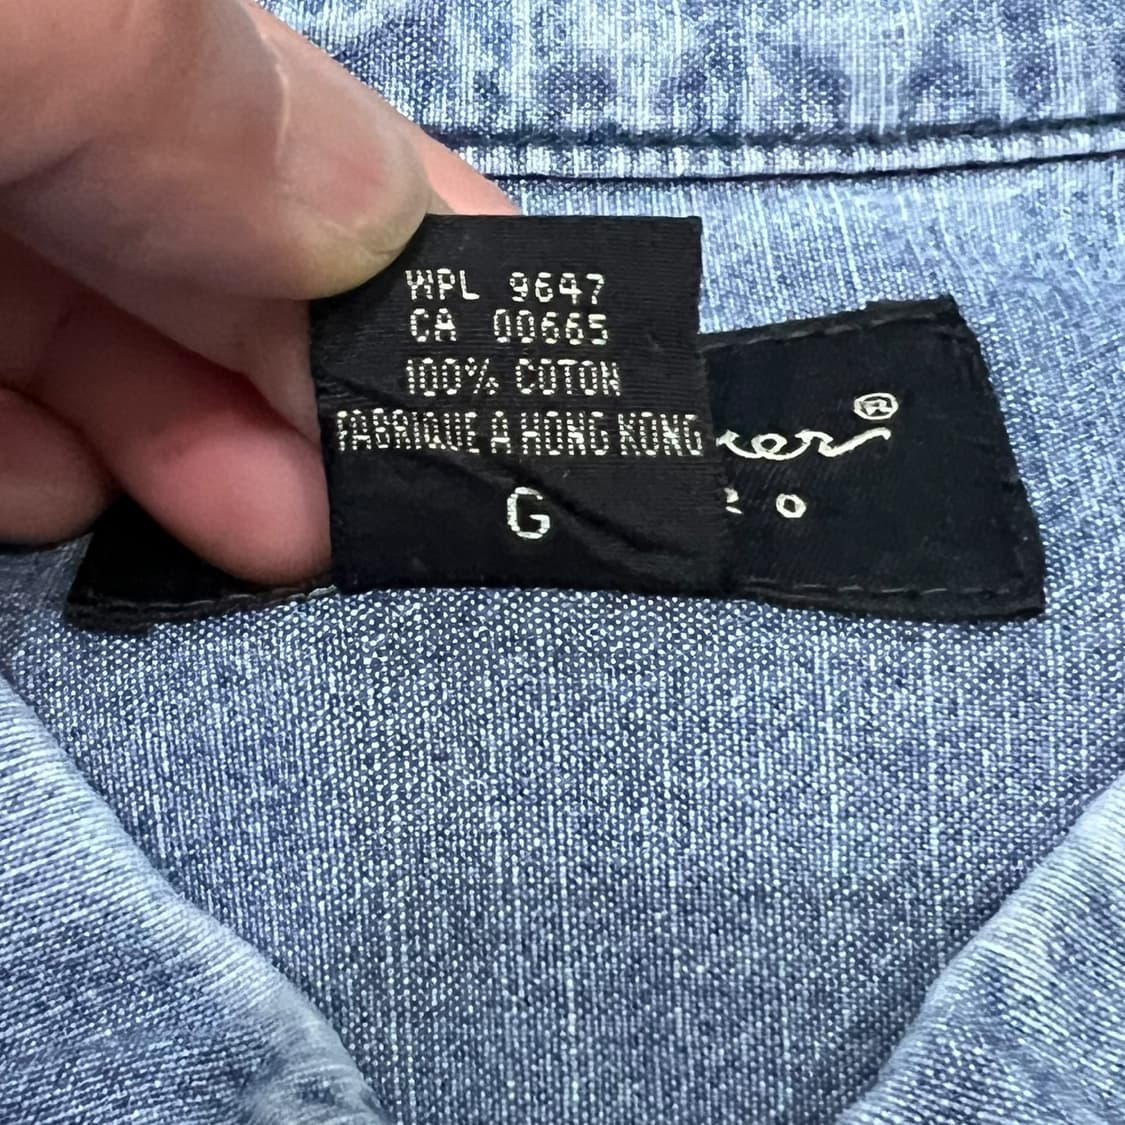 WPL 9647
CA 00665
100% COTON
FABRIQUE A HONG KONG
G
®